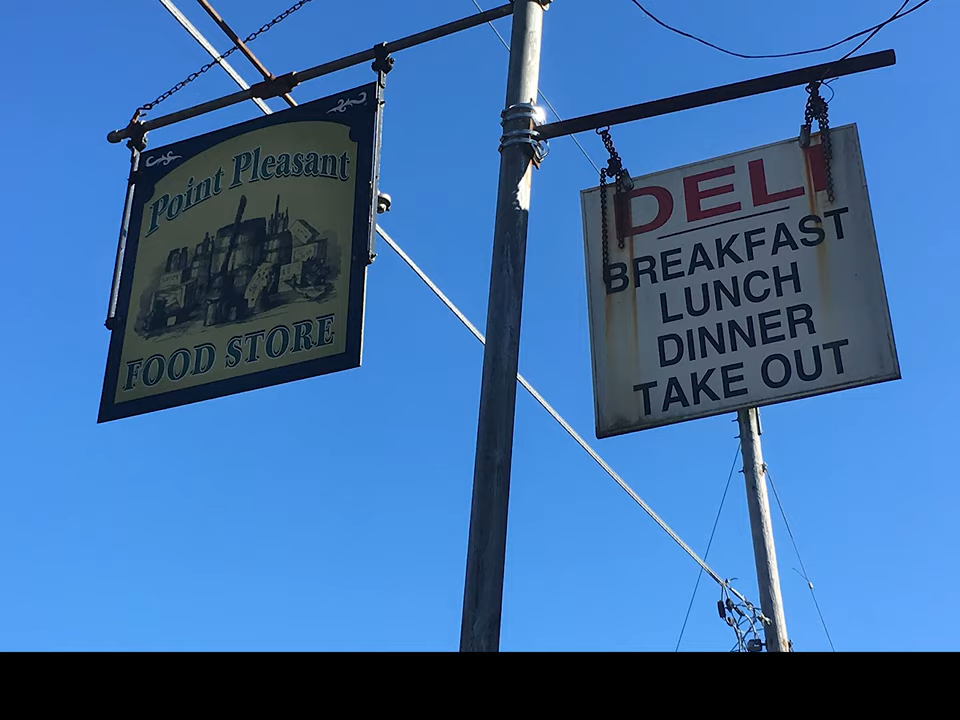 Point Pleasant
FOOD STORE
DELI
BREAKFAST
LUNCH
DINNER
TAKE OUT